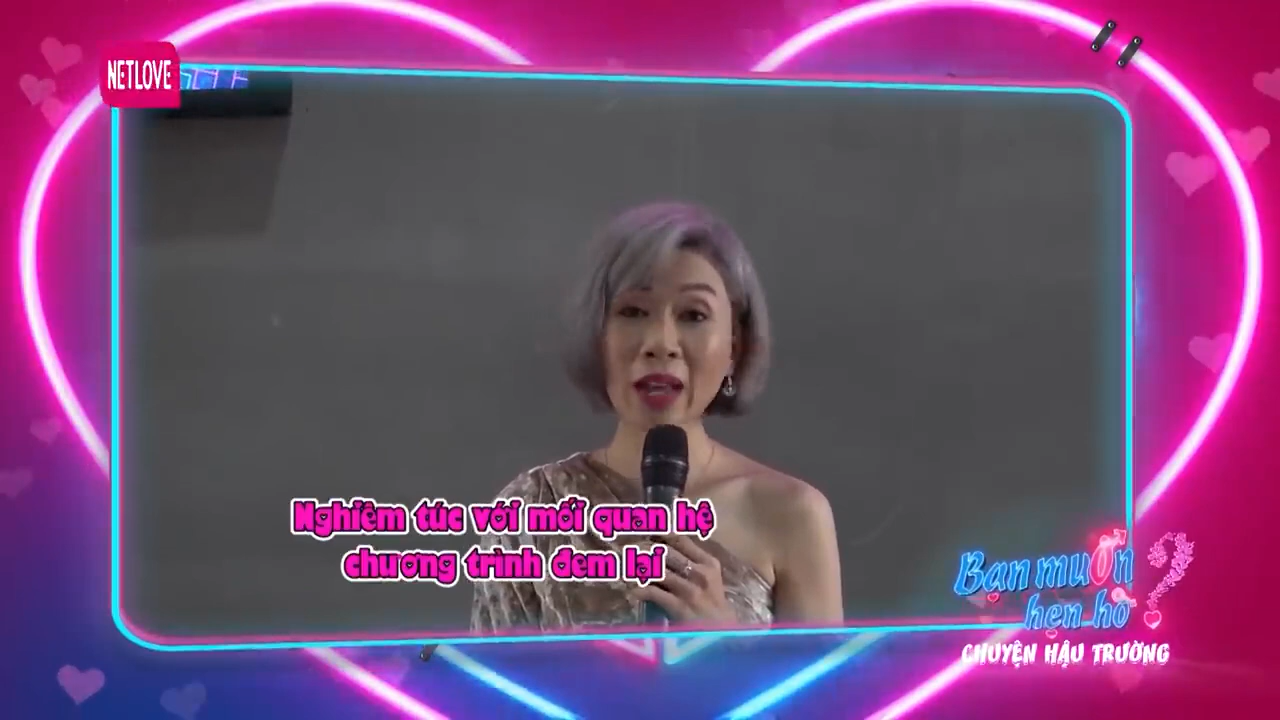 NETLOVE
Nghiêm túc với mối quan hệ
chương trình đem lại
Bạn muốn
hẹn hò?
CHUYỆN HẬU TRƯỜNG